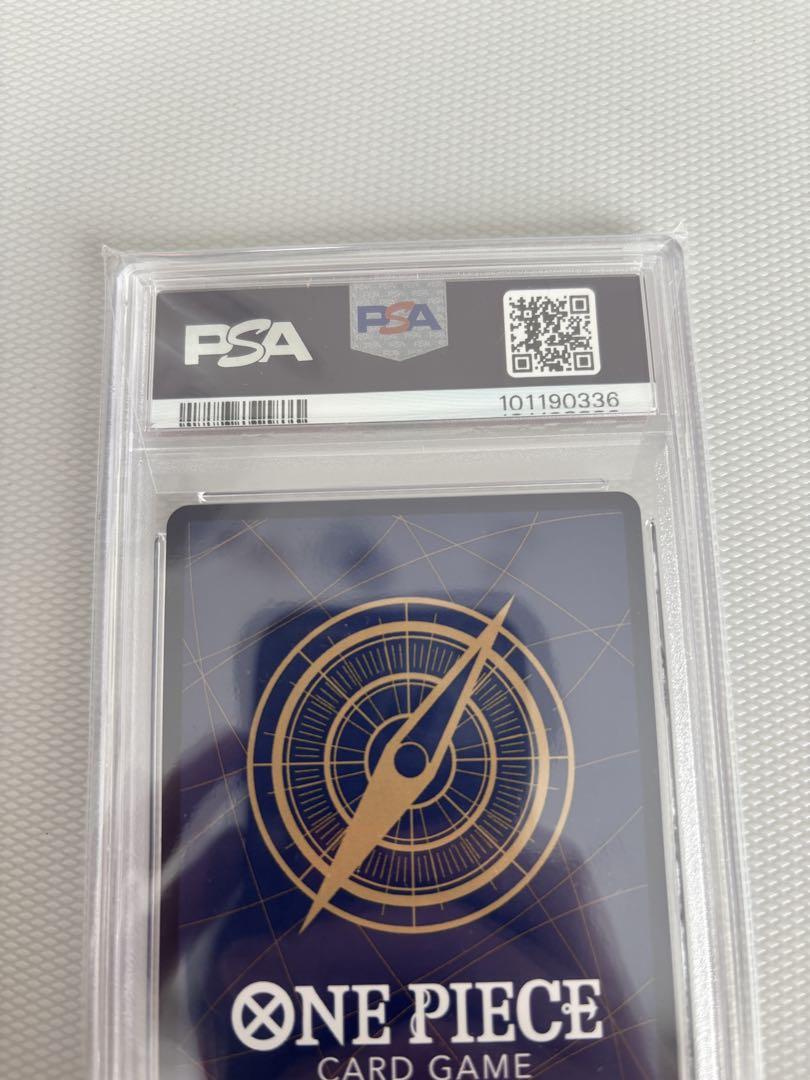 PSA
PSA
101190336
ONE PIECE
CARD GAME